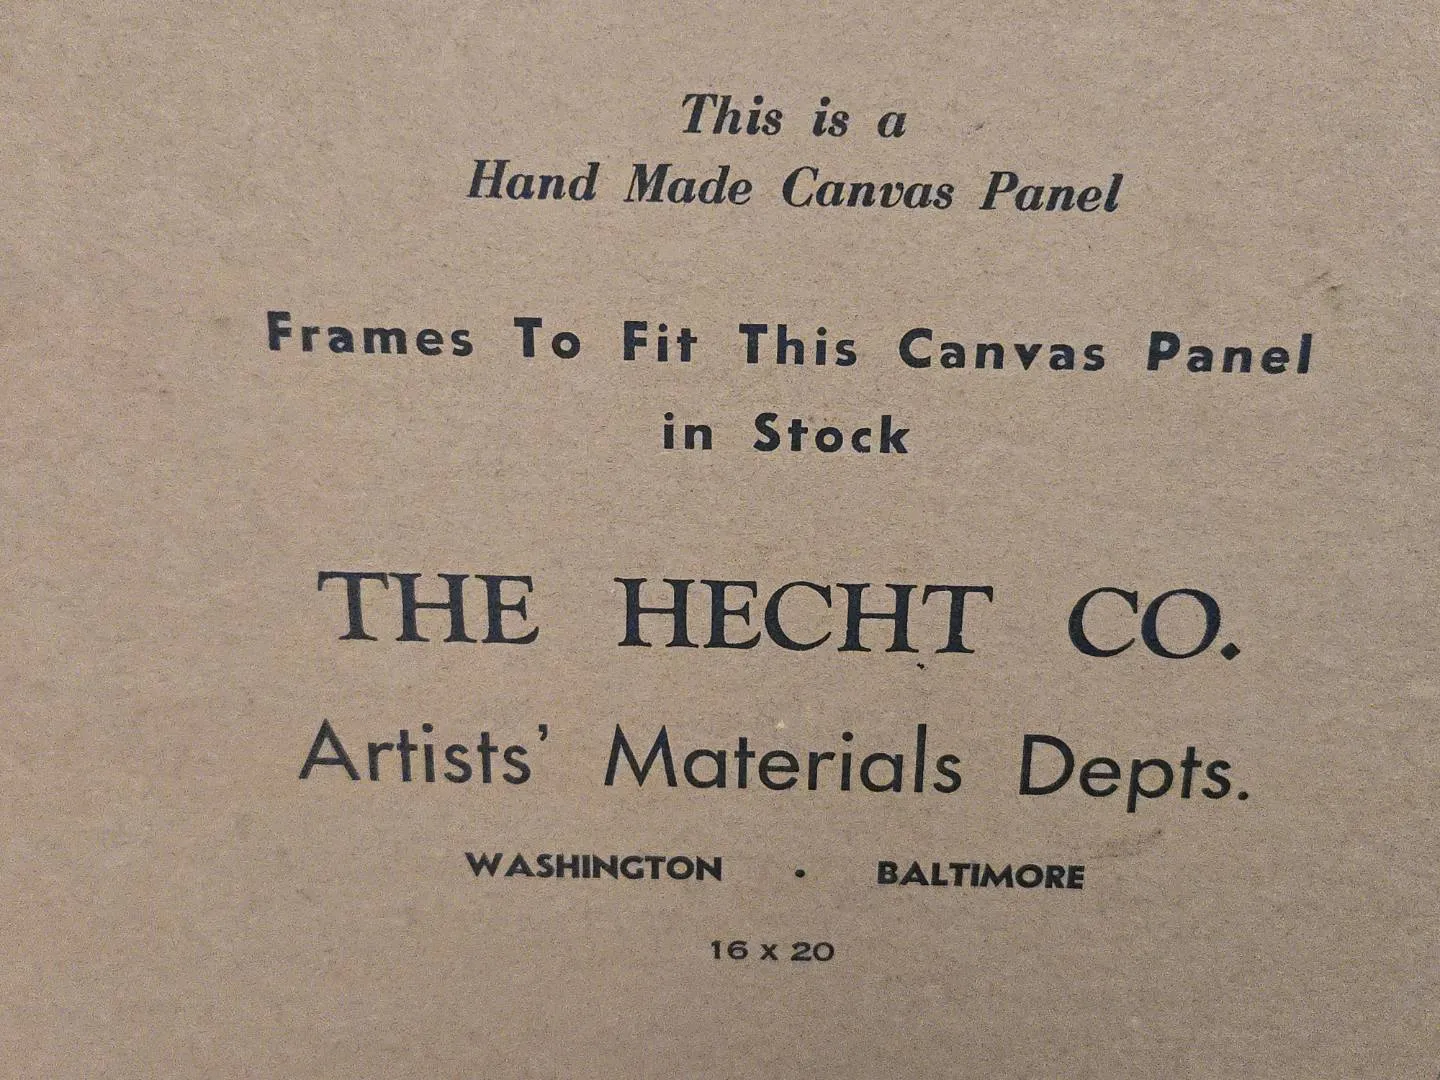 This is a
Hand Made Canvas Panel
Frames To Fit This Canvas Panel
in Stock
THE HECHT CO.
Artists' Materials Depts.
WASHINGTON · BALTIMORE
16 x 20